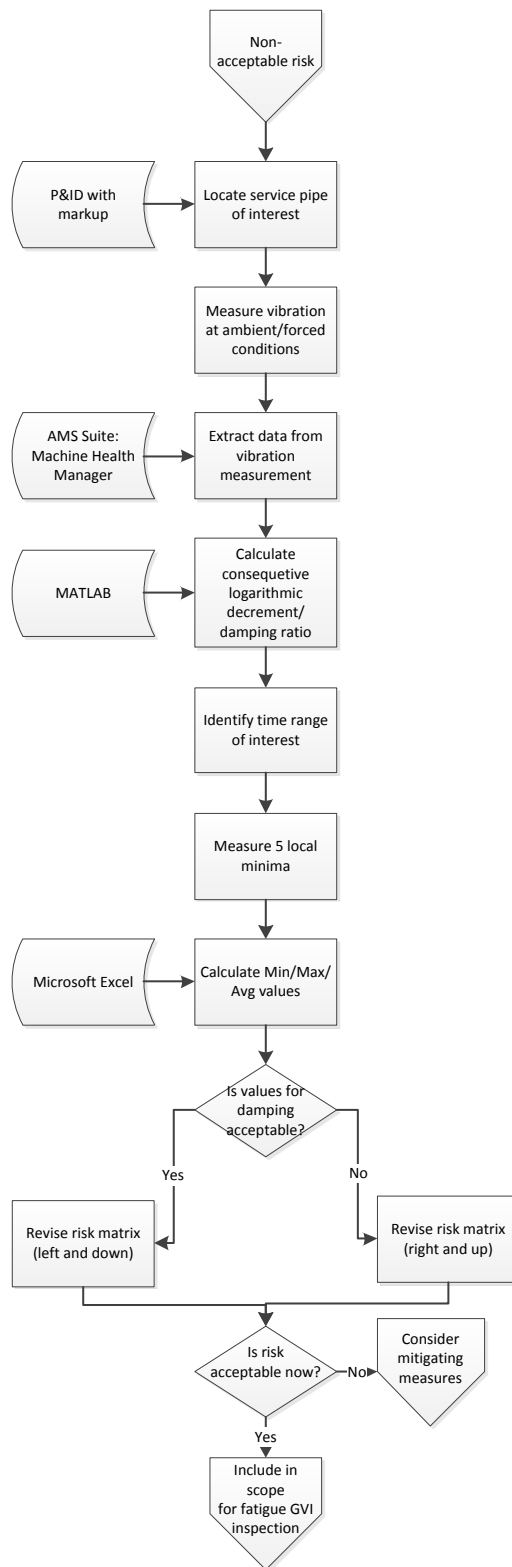 Non-
acceptable risk
P&ID with
markup
Locate service pipe
of interest
Measure vibration
at ambient/forced
conditions
AMS Suite:
Machine Health
Manager
Extract data from
vibration
measurement
MATLAB
Calculate
consequetive
logarithmic
decrement/
damping ratio
Identify time range
of interest
Measure 5 local
minima
Microsoft Excel
Calculate Min/Max/
Avg values
Is values for
damping
acceptable?
Yes
No
Revise risk matrix
(left and down)
Revise risk matrix
(right and up)
Is risk
acceptable now?
No
Consider
mitigating
measures
Yes
Include in
scope
for fatigue GVI
inspection